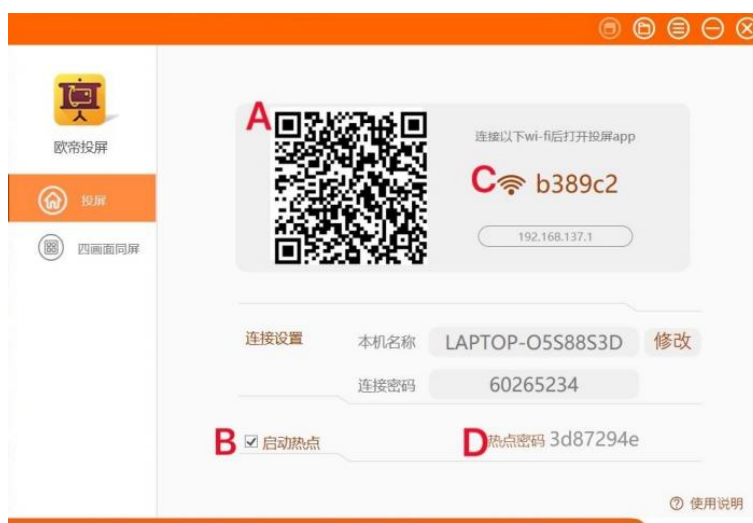 欧帝投屏
投屏
四画面同屏
A
连接以下wi-fi后打开投屏app
C b389c2
192.168.137.1
连接设置 本机名称 LAPTOP-O5S88S3D 修改
连接密码 60265234
B 启动热点 D 热点密码 3d87294e
使用说明